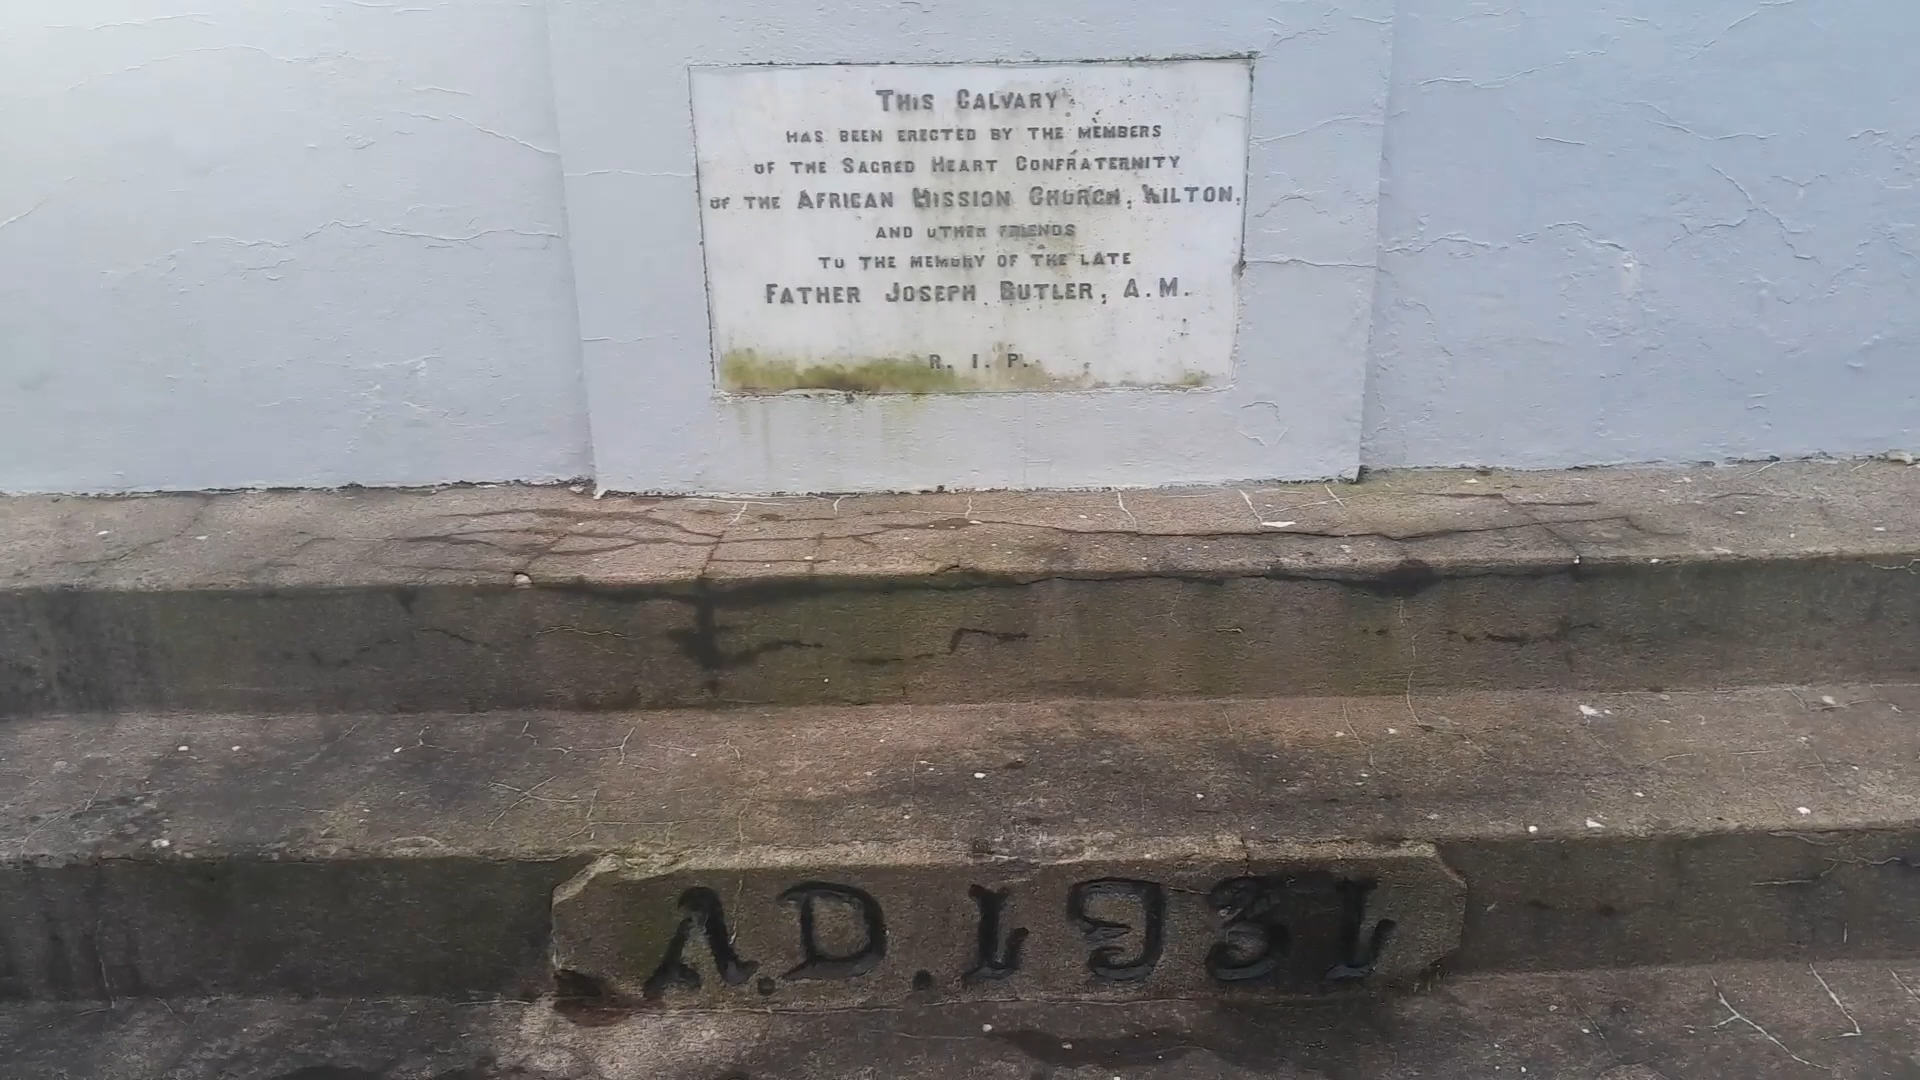 THIS CALVARY
HAS BEEN ERECTED BY THE MEMBERS
OF THE SACRED HEART CONFRATERNITY
OF THE AFRICAN MISSION CHURCH, WILTON,
AND OTHER FRIENDS
TO THE MEMORY OF THE LATE
FATHER JOSEPH BUTLER, A.M.
R. I. P.
A.D.1931